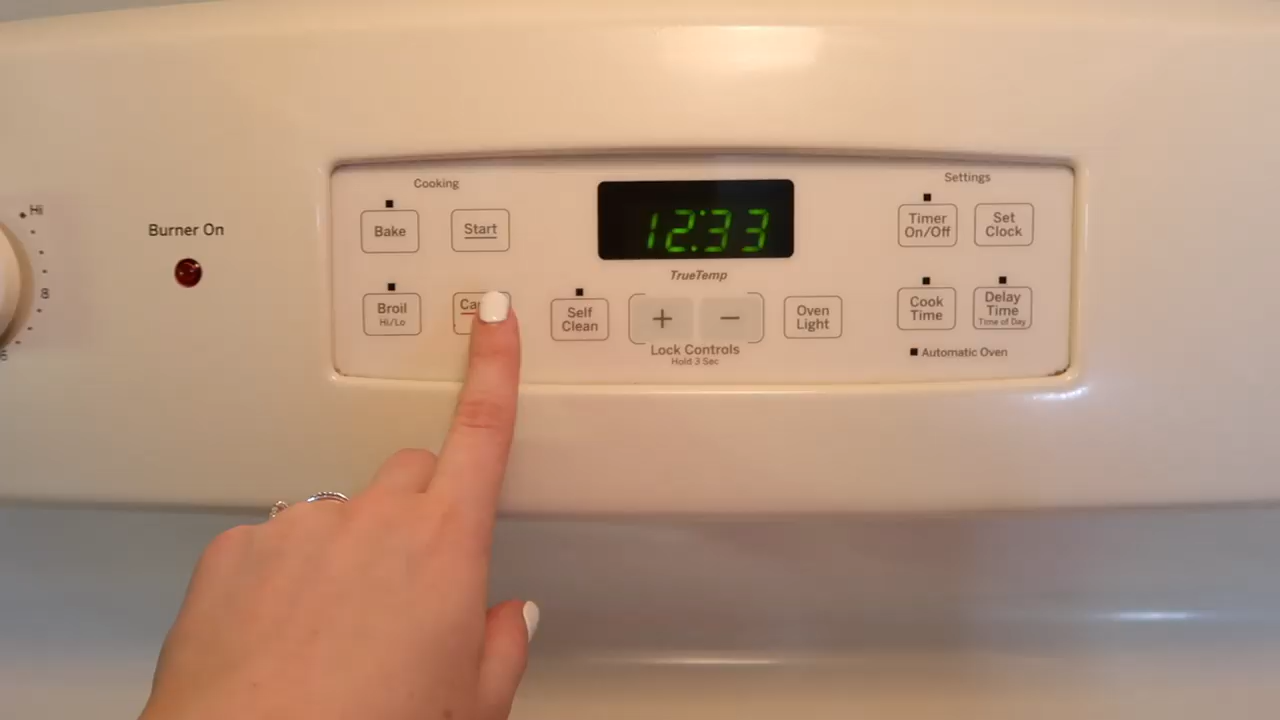 Hi
8
6
Burner On
Cooking
Bake
Start
Broil
Hi/Lo
Self
Clean
12:33
TrueTemp
+
−
Lock Controls
Hold 3 Sec
Oven
Light
Settings
Timer
On/Off
Set
Clock
Cook
Time
Delay
Time
Time of Day
Automatic Oven